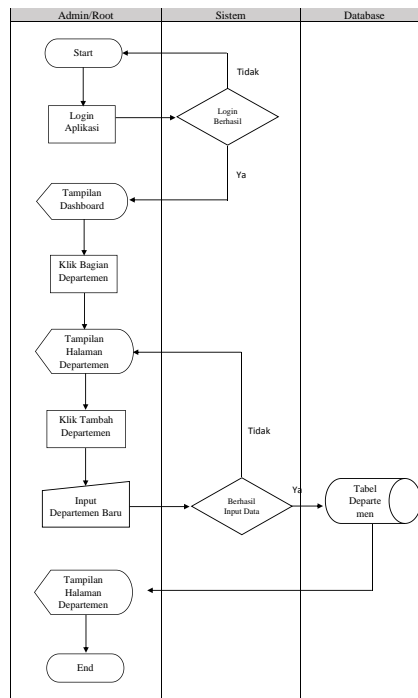 Admin/Root
Sistem
Database
Start
Tidak
Login
Aplikasi
Login
Berhasil
Ya
Tampilan
Dashboard
Klik Bagian
Departemen
Tampilan
Halaman
Departemen
Tidak
Klik Tambah
Departemen
Input
Departemen Baru
Berhasil
Input Data
Ya
Tabel
Departe
men
Tampilan
Halaman
Departemen
End